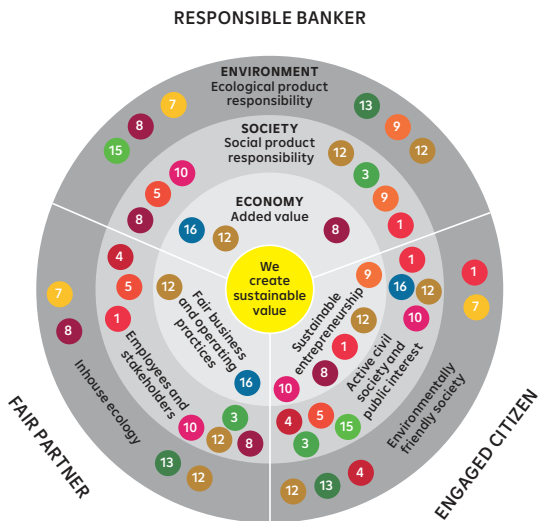 RESPONSIBLE BANKER
ENVIRONMENT
Ecological product
responsibility
7
8
15
13
9
12
SOCIETY
Social product
responsibility
10
5
8
12
3
9
1
ECONOMY
Added value
16
12
8
We
create
sustainable
value
FAIR PARTNER
12
Fair business
and operating
practices
16
4
5
1
Employees and
stakeholders
10
3
12
8
7
8
Inhouse ecology
13
12
ENGAGED CITIZEN
9
Sustainable
entrepreneurship
12
1
8
10
1
16
12
10
Active civil
society and
public interest
4
5
15
3
1
7
Environmentally
friendly society
4
13
12